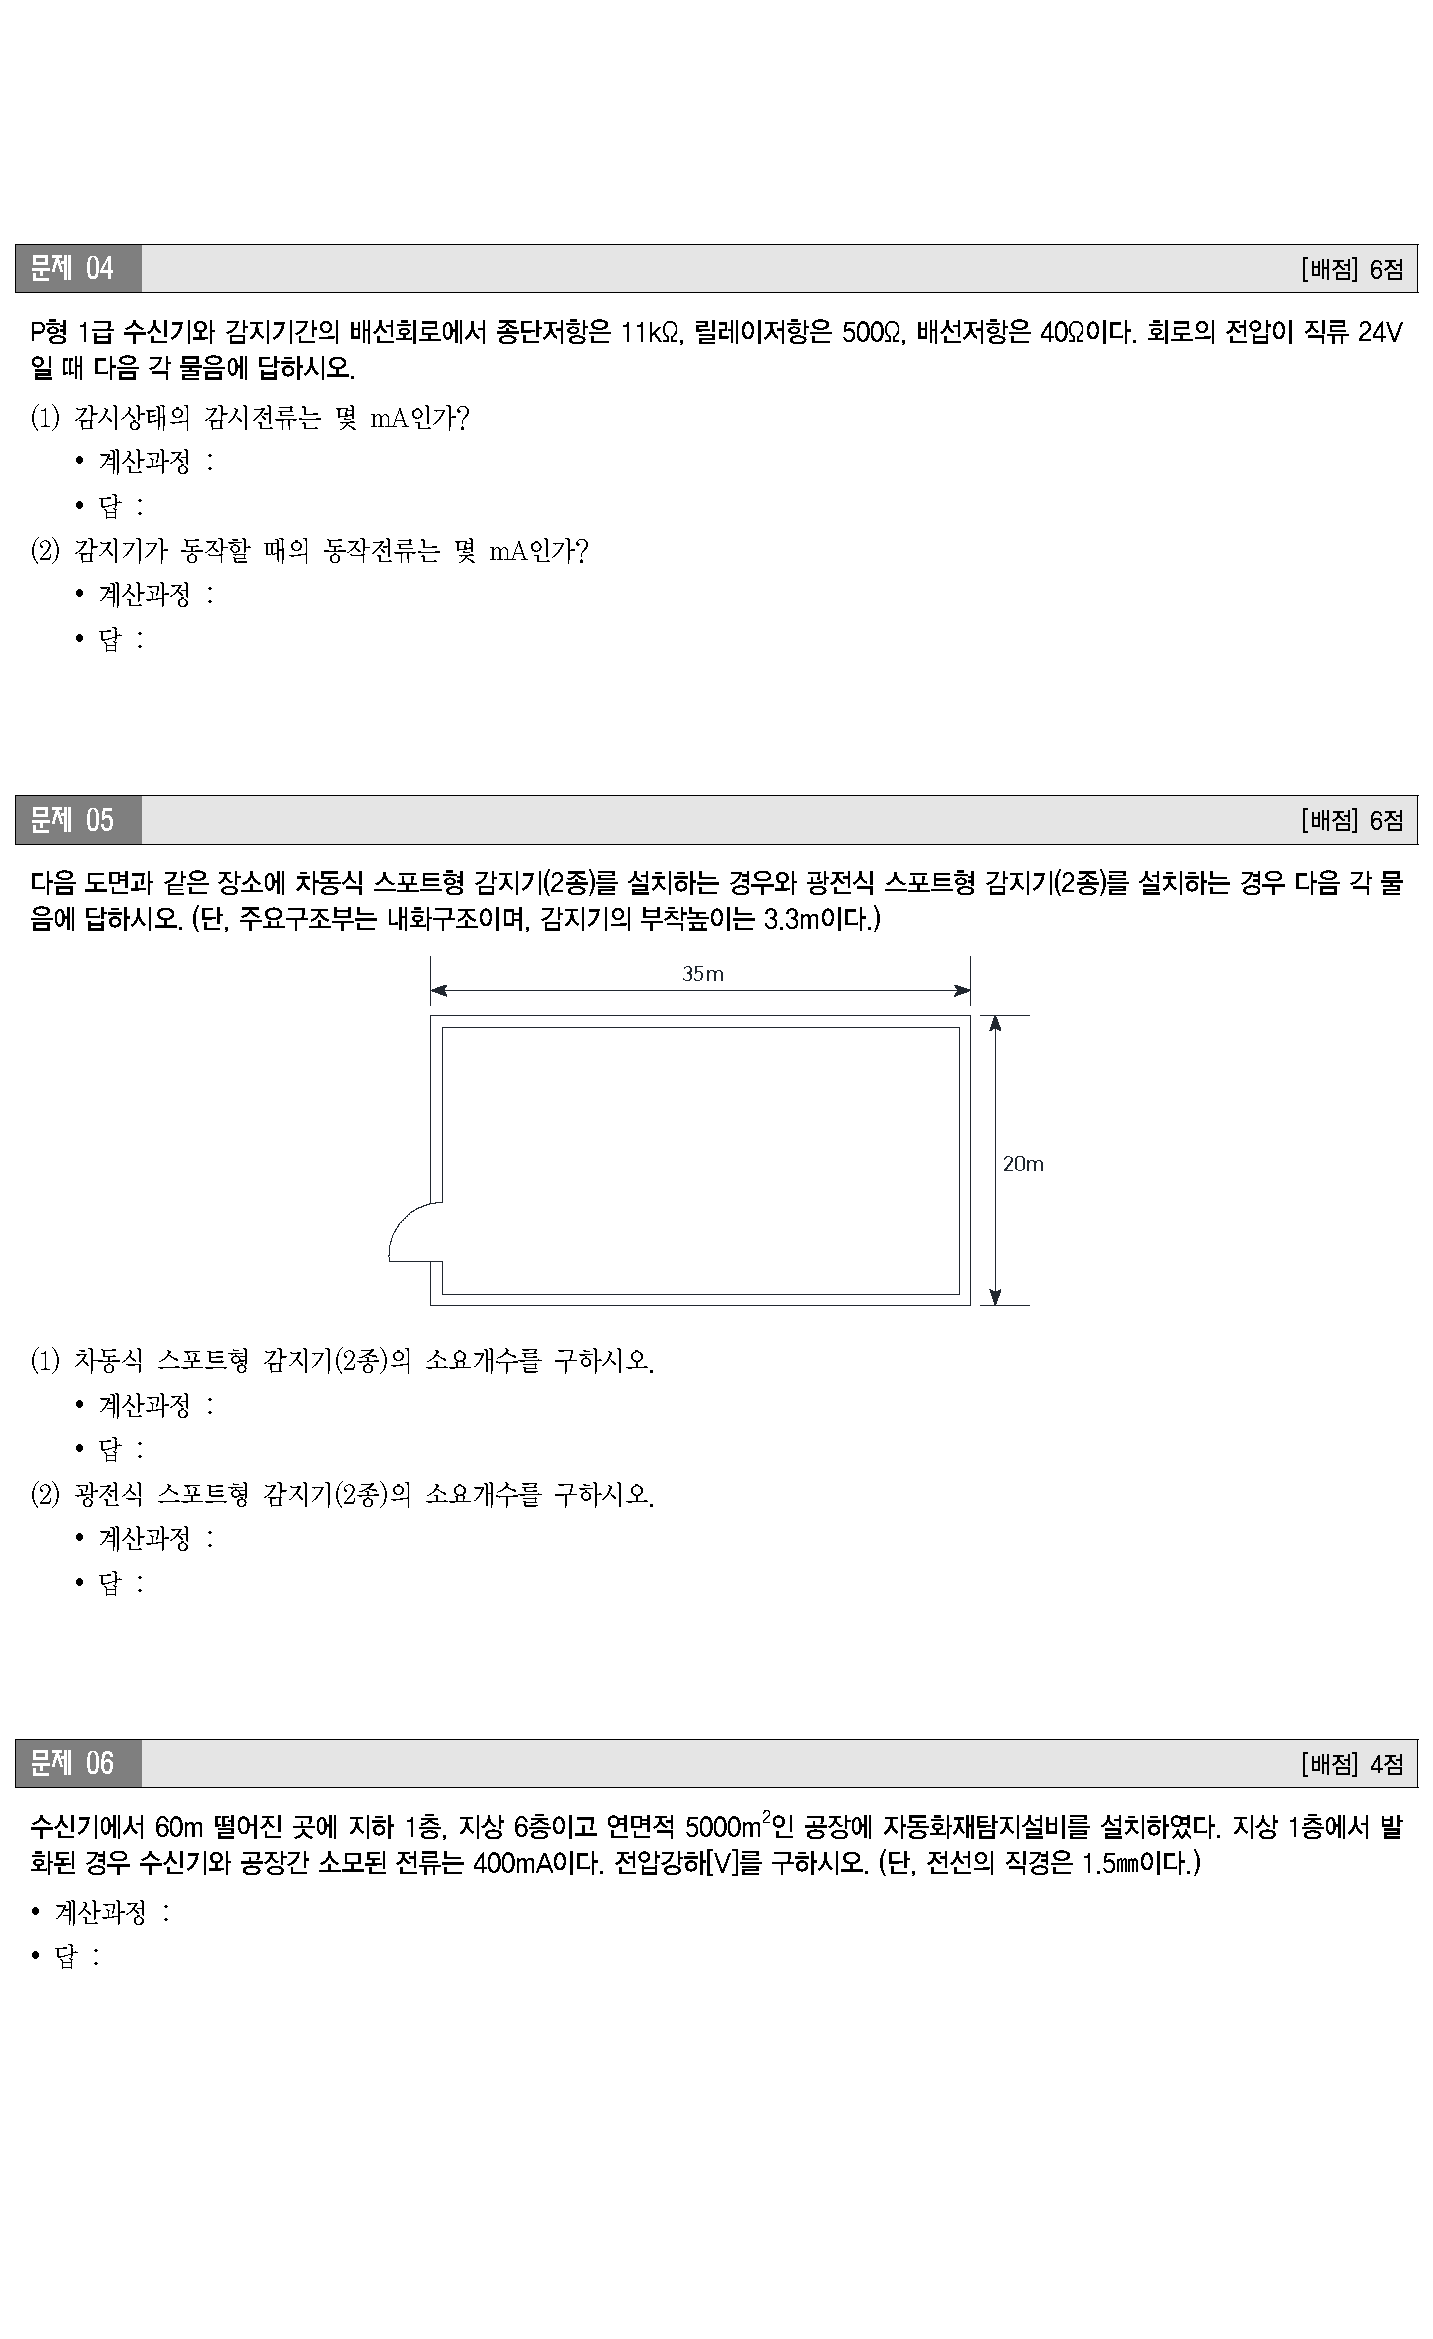 문제 04 [배점] 6점
P형 1급 수신기와 감지기간의 배선회로에서 종단저항은 11kΩ, 릴레이저항은 500Ω, 배선저항은 40Ω이다. 회로의 전압이 직류 24V
일 때 다음 각 물음에 답하시오.
(1) 감시상태의 감시전류는 몇 mA인가?
• 계산과정 :
• 답 :
(2) 감지기가 동작할 때의 동작전류는 몇 mA인가?
• 계산과정 :
• 답 :
문제 05 [배점] 6점
다음 도면과 같은 장소에 차동식 스포트형 감지기(2종)를 설치하는 경우와 광전식 스포트형 감지기(2종)를 설치하는 경우 다음 각 물
음에 답하시오. (단, 주요구조부는 내화구조이며, 감지기의 부착높이는 3.3m이다.)
35m
20m
(1) 차동식 스포트형 감지기(2종)의 소요개수를 구하시오.
• 계산과정 :
• 답 :
(2) 광전식 스포트형 감지기(2종)의 소요개수를 구하시오.
• 계산과정 :
• 답 :
문제 06 [배점] 4점
수신기에서 60m 떨어진 곳에 지하 1층, 지상 6층이고 연면적 5000m²인 공장에 자동화재탐지설비를 설치하였다. 지상 1층에서 발
화된 경우 수신기와 공장간 소모된 전류는 400mA이다. 전압강하[V]를 구하시오. (단, 전선의 직경은 1.5㎜이다.)
• 계산과정 :
• 답 :